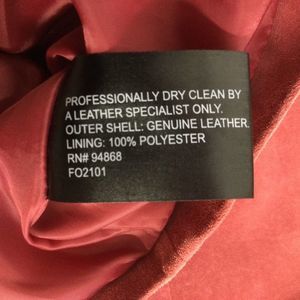 PROFESSIONALLY DRY CLEAN BY
A LEATHER SPECIALIST ONLY.
OUTER SHELL: GENUINE LEATHER.
LINING: 100% POLYESTER
RN# 94868
FO2101